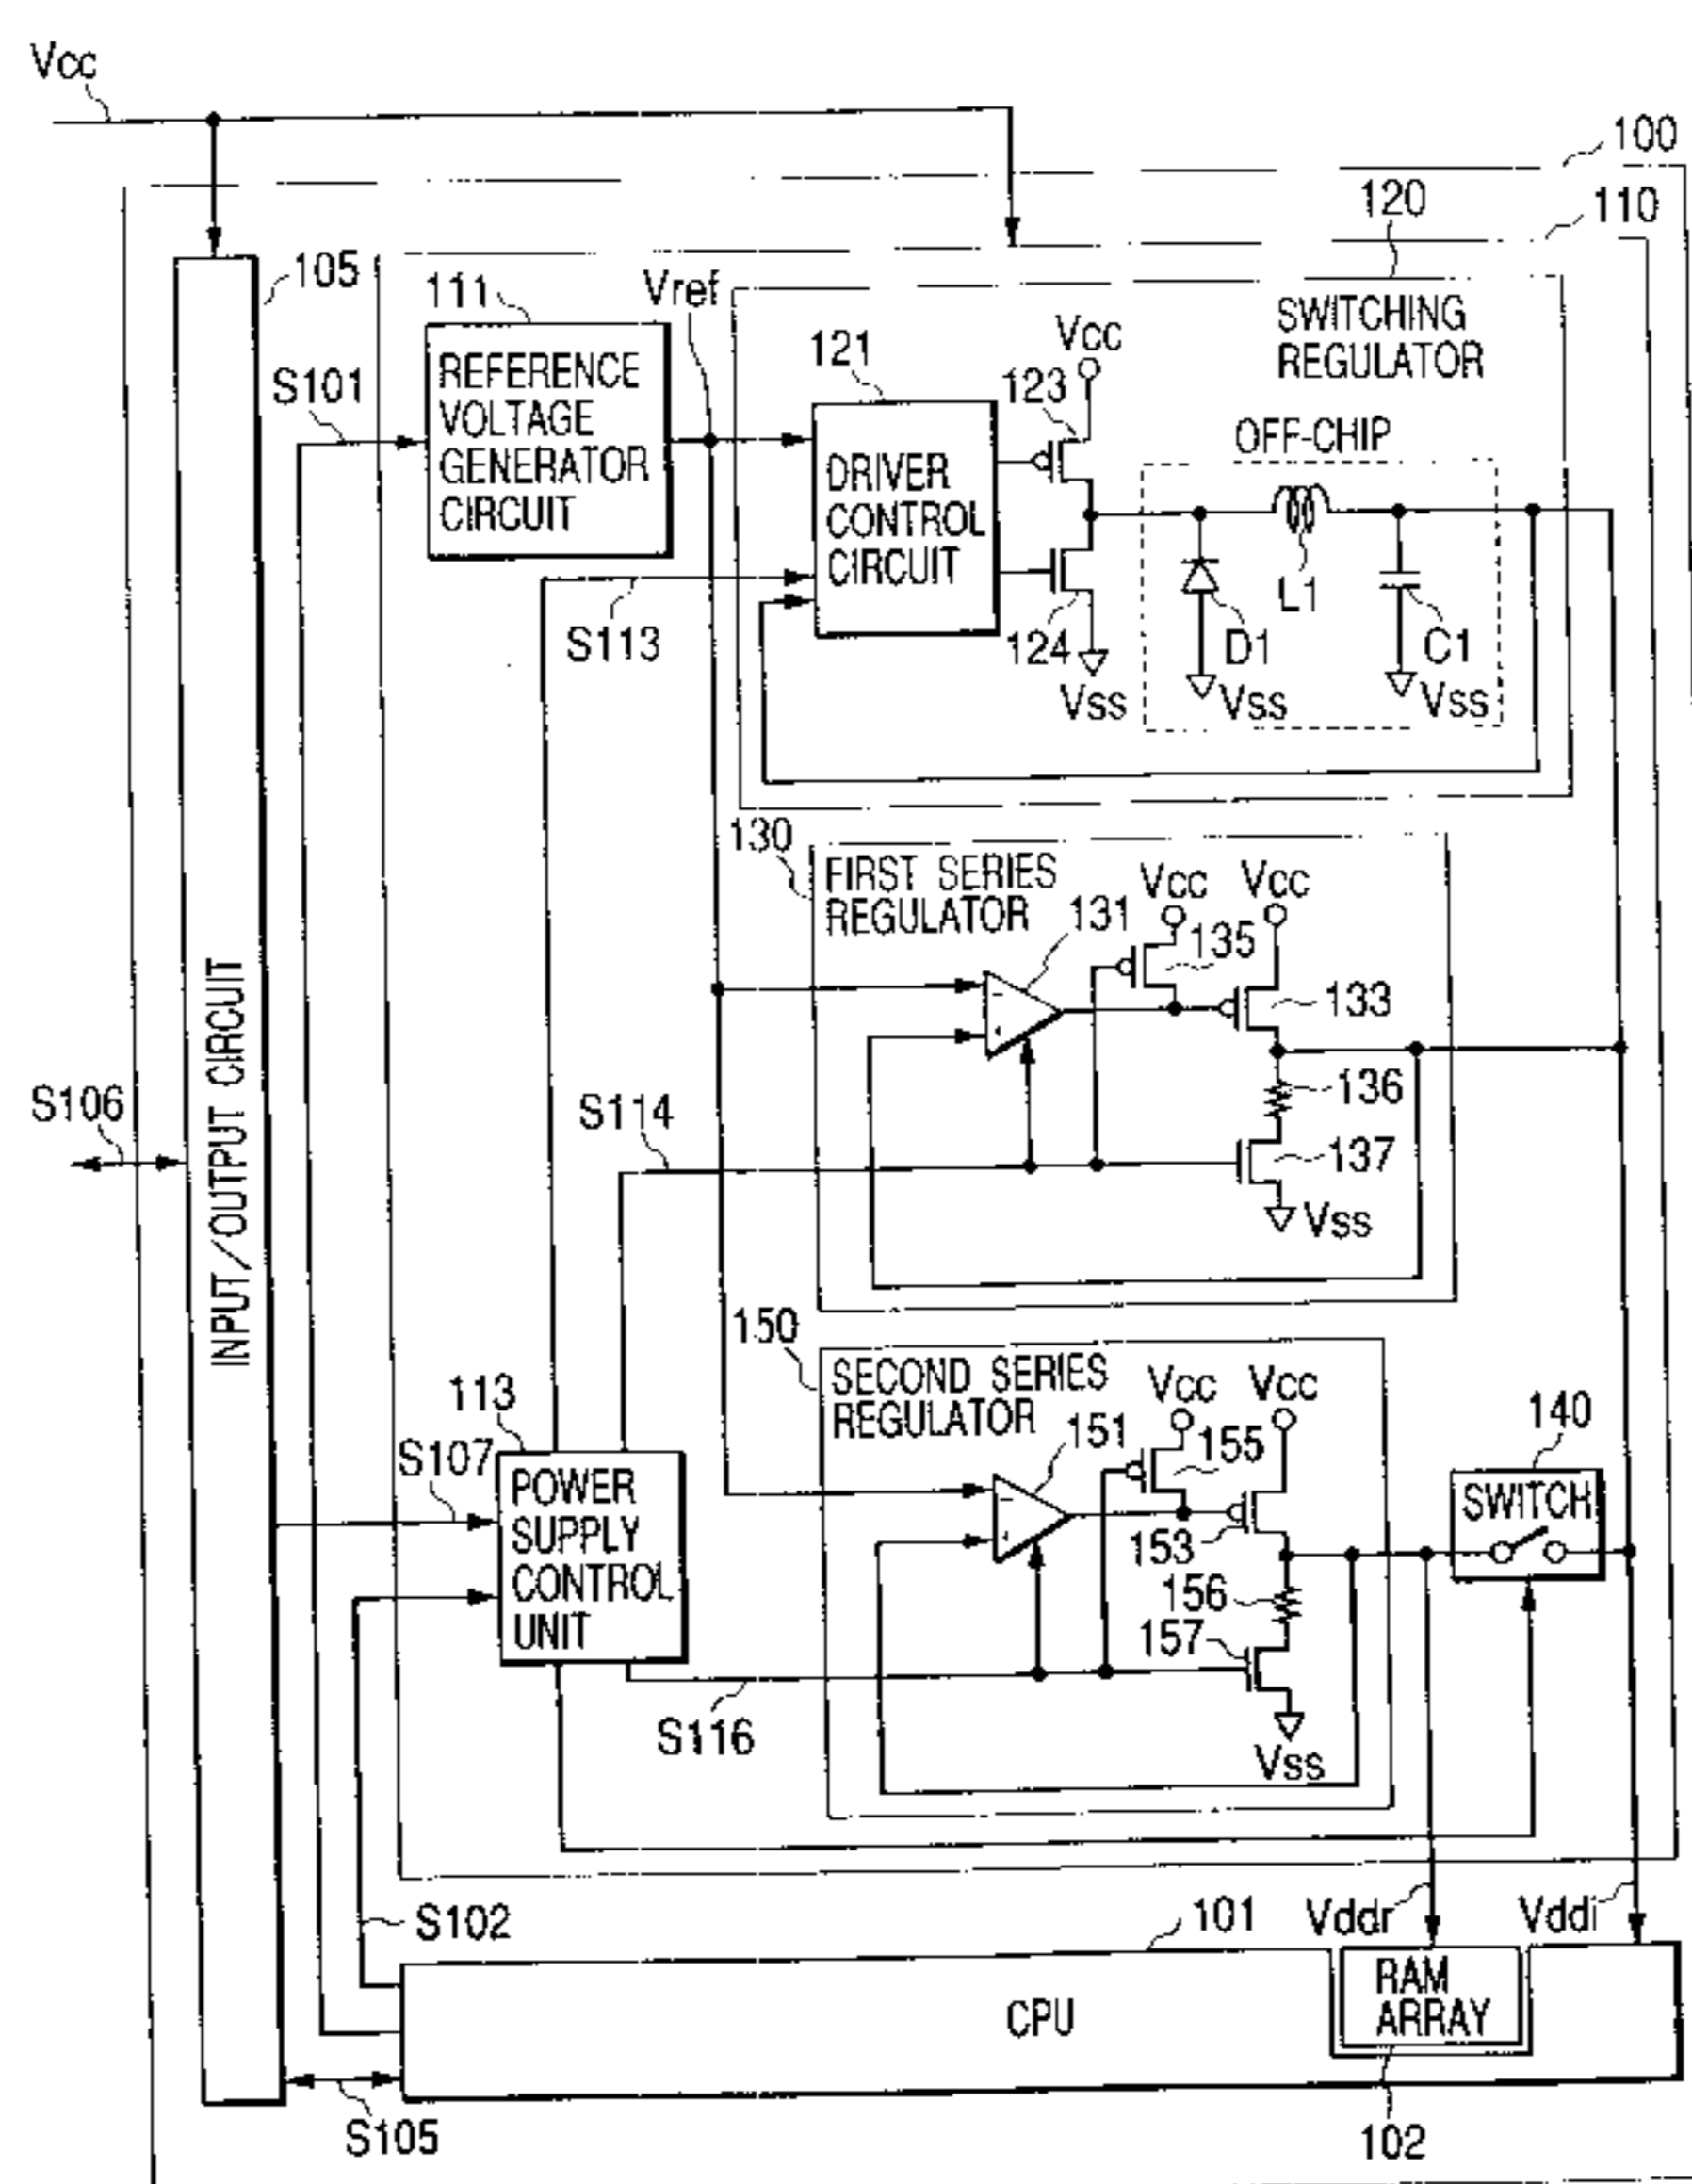 Vcc
100
120
110
105
111
Vref
SWITCHING
REGULATOR
Vcc
121
123
REFERENCE
VOLTAGE
GENERATOR
CIRCUIT
S101
OFF-CHIP
DRIVER
CONTROL
CIRCUIT
L1
S113
124
D1
C1
Vss
Vss
Vss
130
FIRST SERIES
REGULATOR
Vcc
Vcc
131
135
-
133
+
INPUT/OUTPUT CIRCUIT
136
S106
S114
137
Vss
150
SECOND SERIES
REGULATOR
Vcc
Vcc
113
140
151
155
S107
POWER
SUPPLY
CONTROL
UNIT
SWITCH
-
153
+
156
157
S116
Vss
S102
101
Vddr
Vddi
RAM
ARRAY
CPU
S105
102